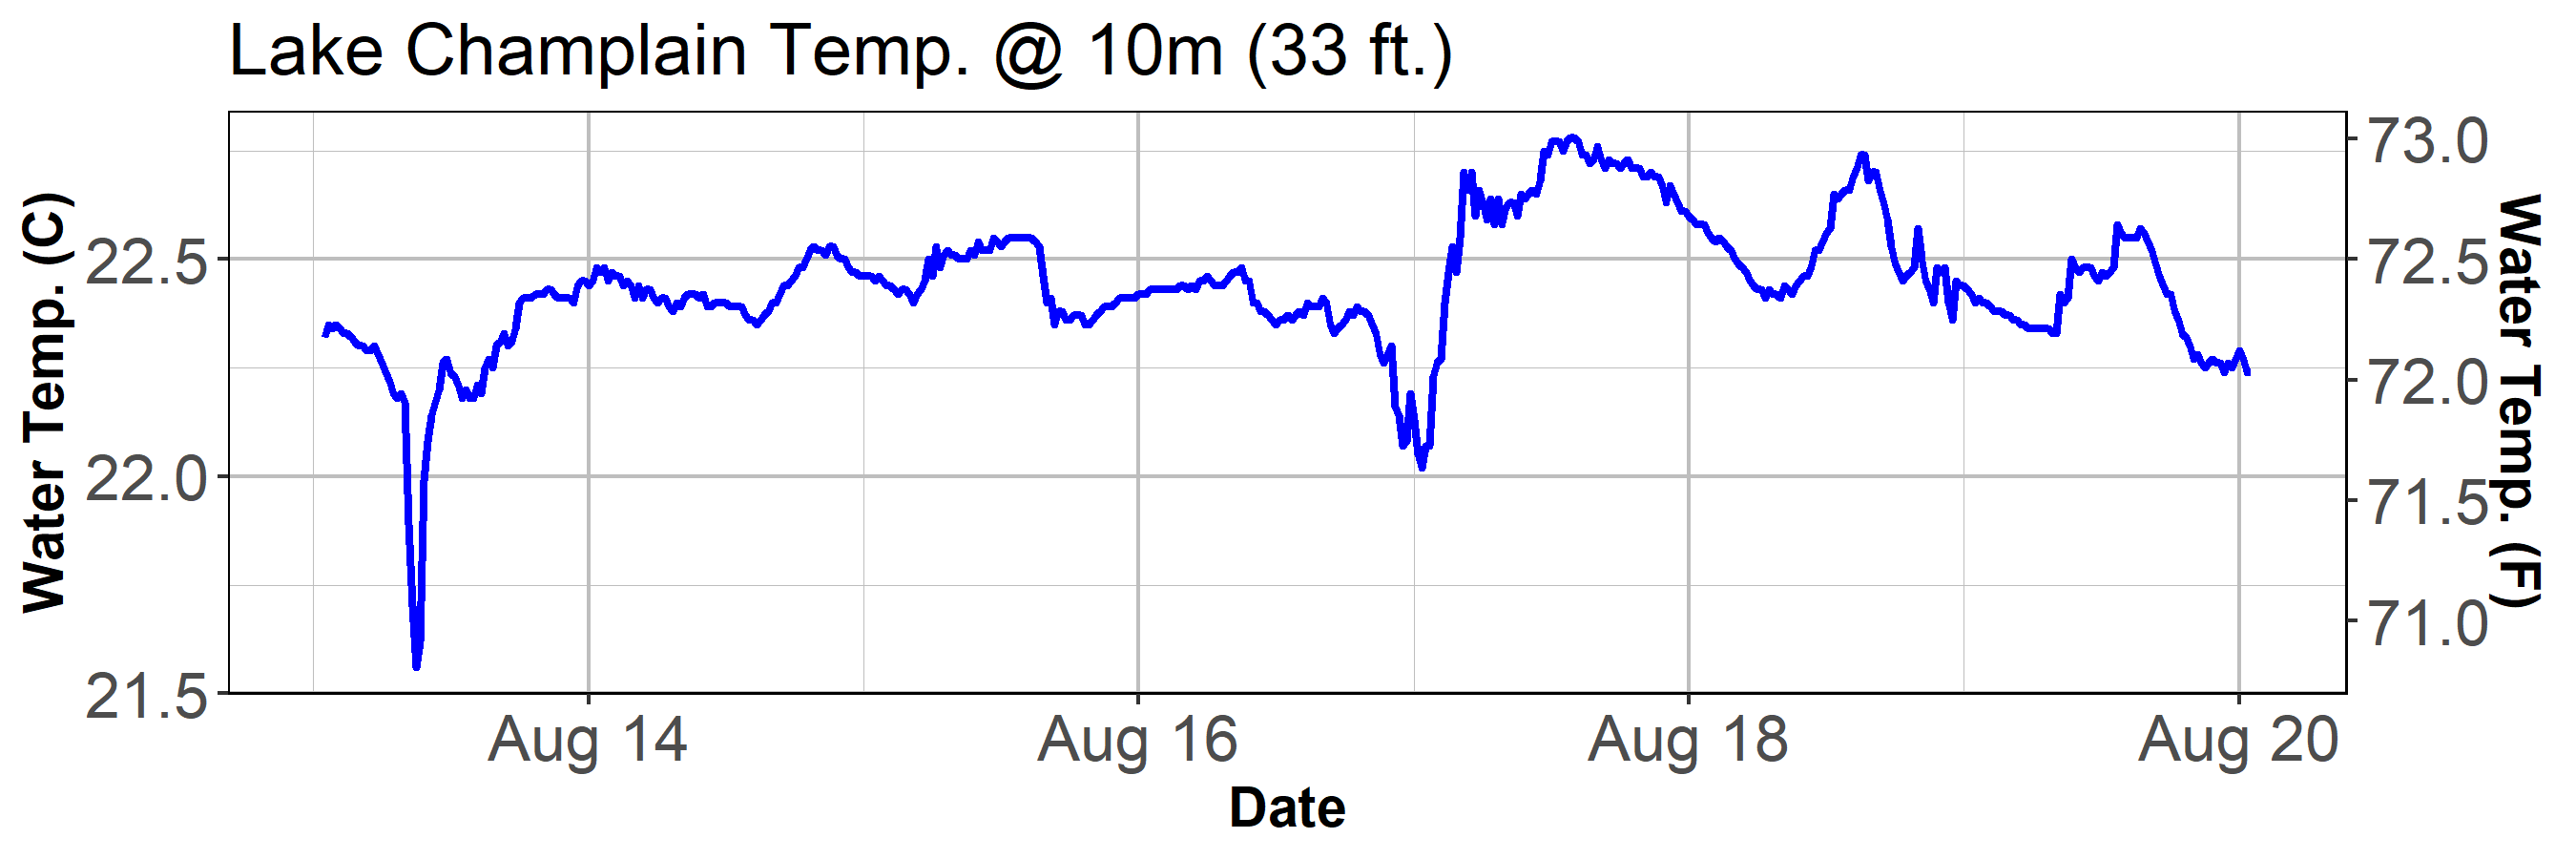 Lake Champlain Temp. @ 10m (33 ft.)
Water Temp. (C)
22.5
22.0
21.5
73.0
72.5
72.0
71.5
71.0
Water Temp. (F)
Aug 14 Aug 16 Aug 18 Aug 20
Date